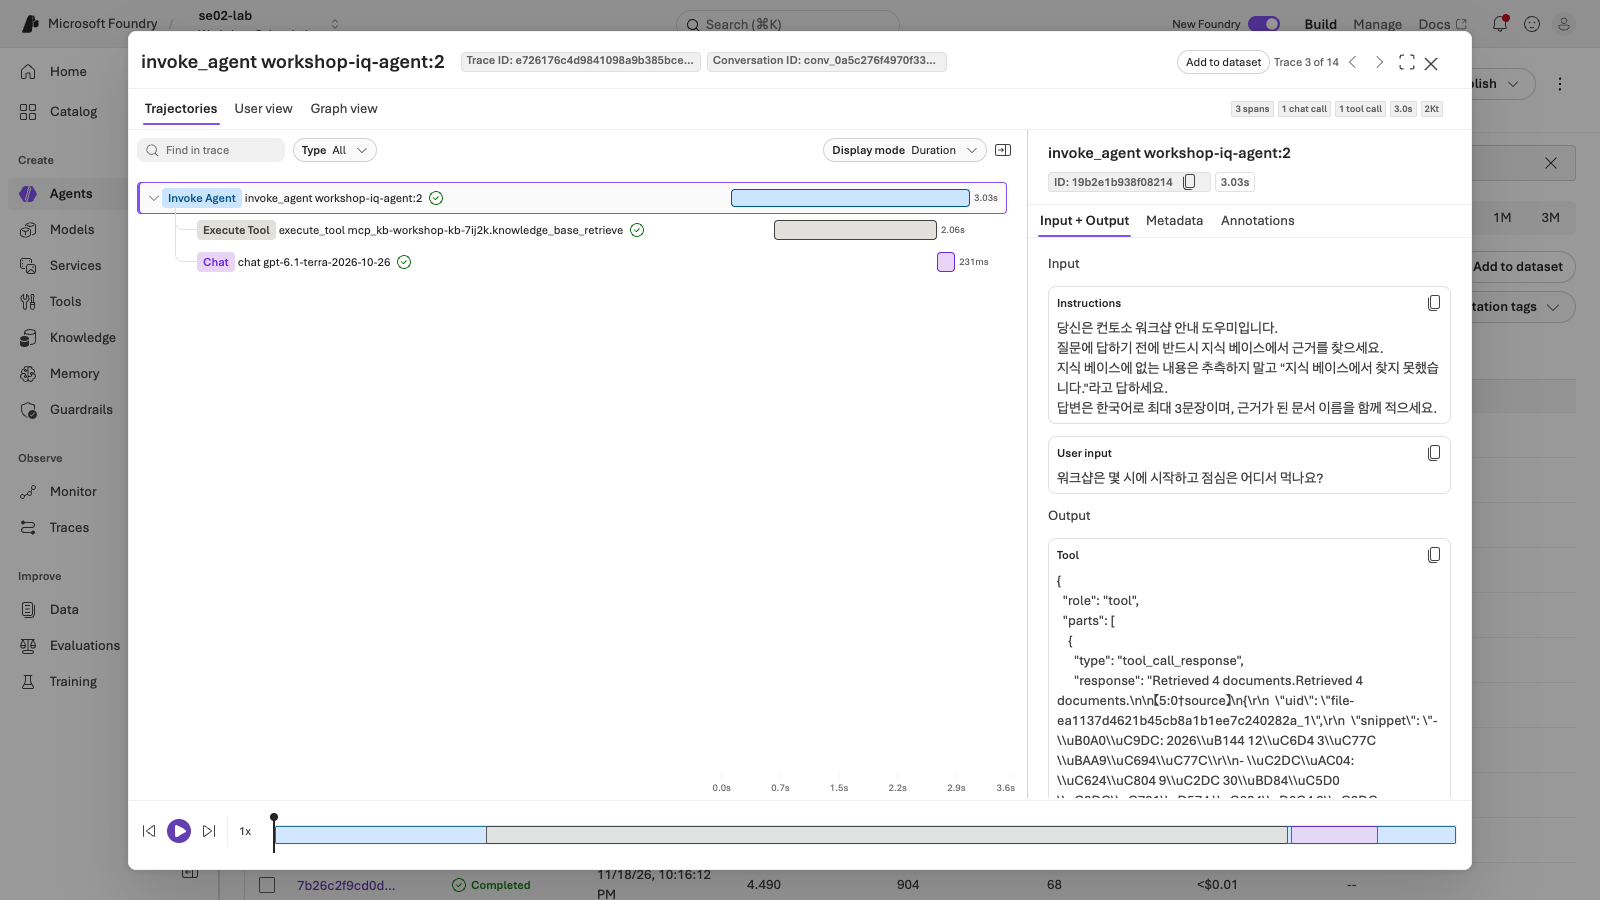 Microsoft Foundry
se02-lab
Search (⌘K)
New Foundry
Build
Manage
Docs
Home
Catalog
Create
Agents
Models
Services
Tools
Knowledge
Memory
Guardrails
Observe
Monitor
Traces
Improve
Data
Evaluations
Training
invoke_agent workshop-iq-agent:2
Trace ID: e726176c4d9841098a9b385bce...
Conversation ID: conv_0a5c276f4970f33...
Add to dataset
Trace 3 of 14
Trajectories
User view
Graph view
3 spans
1 chat call
1 tool call
3.0s
2Kt
Find in trace
Type All
Display mode Duration
Invoke Agent invoke_agent workshop-iq-agent:2
3.03s
Execute Tool execute_tool mcp_kb-workshop-kb-7ij2k.knowledge_base_retrieve
2.06s
Chat chat gpt-6.1-terra-2026-10-26
231ms
0.0s
0.7s
1.5s
2.2s
2.9s
3.6s
1x
invoke_agent workshop-iq-agent:2
ID: 19b2e1b938f08214
3.03s
Input + Output
Metadata
Annotations
Input
Instructions
당신은 컨토소 워크샵 안내 도우미입니다.
질문에 답하기 전에 반드시 지식 베이스에서 근거를 찾으세요.
지식 베이스에 없는 내용은 추측하지 말고 "지식 베이스에서 찾지 못했습
니다."라고 답하세요.
답변은 한국어로 최대 3문장이며, 근거가 된 문서 이름을 함께 적으세요.
User input
워크샵은 몇 시에 시작하고 점심은 어디서 먹나요?
Output
Tool
{
"role": "tool",
"parts": [
{
"type": "tool_call_response",
"response": "Retrieved 4 documents.Retrieved 4
documents.\n\n【5:0†source】\n{\r\n \"uid\": \"file-
ea1137d4621b45cb8a1b1ee7c240282a_1\",\r\n \"snippet\": \"-
\\uB0A0\\uC9DC: 2026\\uB144 12\\uC6D4 3\\uC77C
\\uBAA9\\uC694\\uC77C\\r\\n- \\uC2DC\\uAC04:
\\uC624\\uC804 9\\uC2DC 30\\uBD84\\uC5D0
1M
3M
Add to dataset
tation tags
lish
7b26c2f9cd0d...
Completed
11/18/26, 10:16:12
PM
4.490
904
68
<$0.01
--